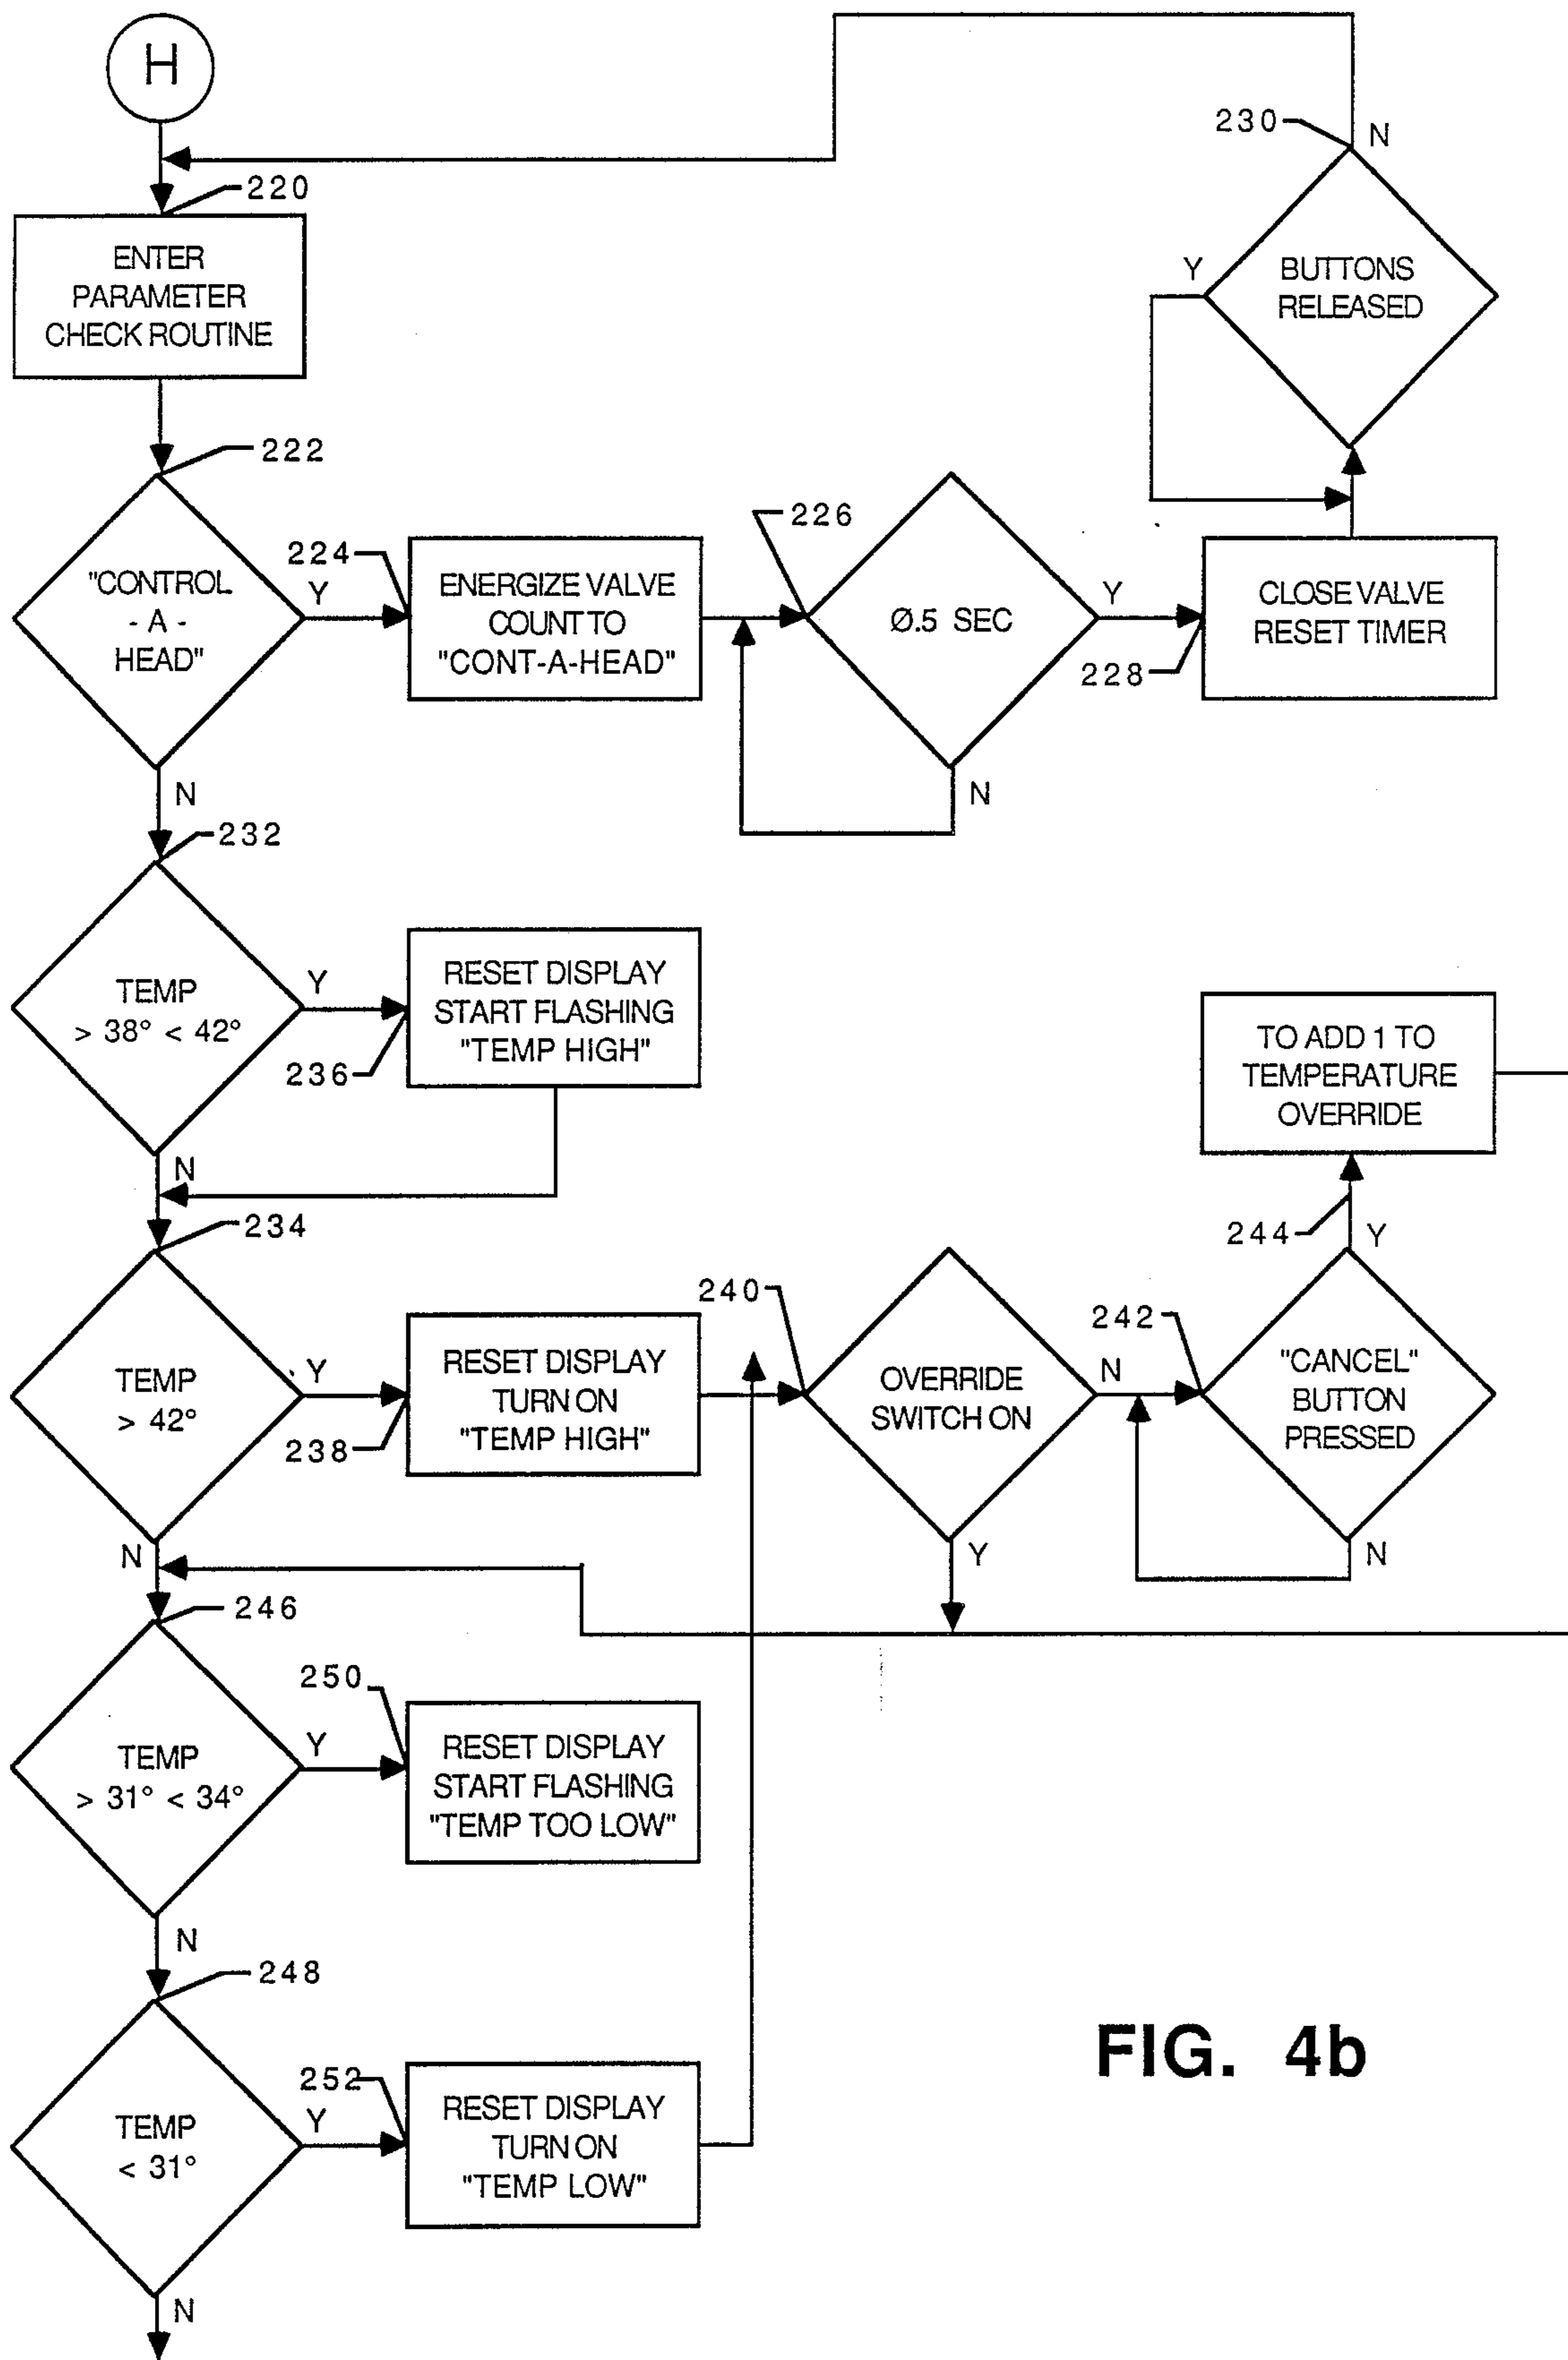 H
230
N
220
ENTER
PARAMETER
CHECK ROUTINE
Y
BUTTONS
RELEASED
222
"CONTROL
- A -
HEAD"
Y
224
ENERGIZE VALVE
COUNT TO
"CONT-A-HEAD"
226
Ø.5 SEC
Y
N
228
CLOSE VALVE
RESET TIMER
N
232
TEMP
> 38° < 42°
Y
236
RESET DISPLAY
START FLASHING
"TEMP HIGH"
TO ADD 1 TO
TEMPERATURE
OVERRIDE
N
234
244
Y
TEMP
> 42°
Y
238
RESET DISPLAY
TURN ON
"TEMP HIGH"
240
OVERRIDE
SWITCH ON
N
Y
242
"CANCEL"
BUTTON
PRESSED
N
N
246
TEMP
> 31° < 34°
Y
250
RESET DISPLAY
START FLASHING
"TEMP TOO LOW"
N
248
TEMP
< 31°
Y
252
RESET DISPLAY
TURN ON
"TEMP LOW"
N
FIG. 4b